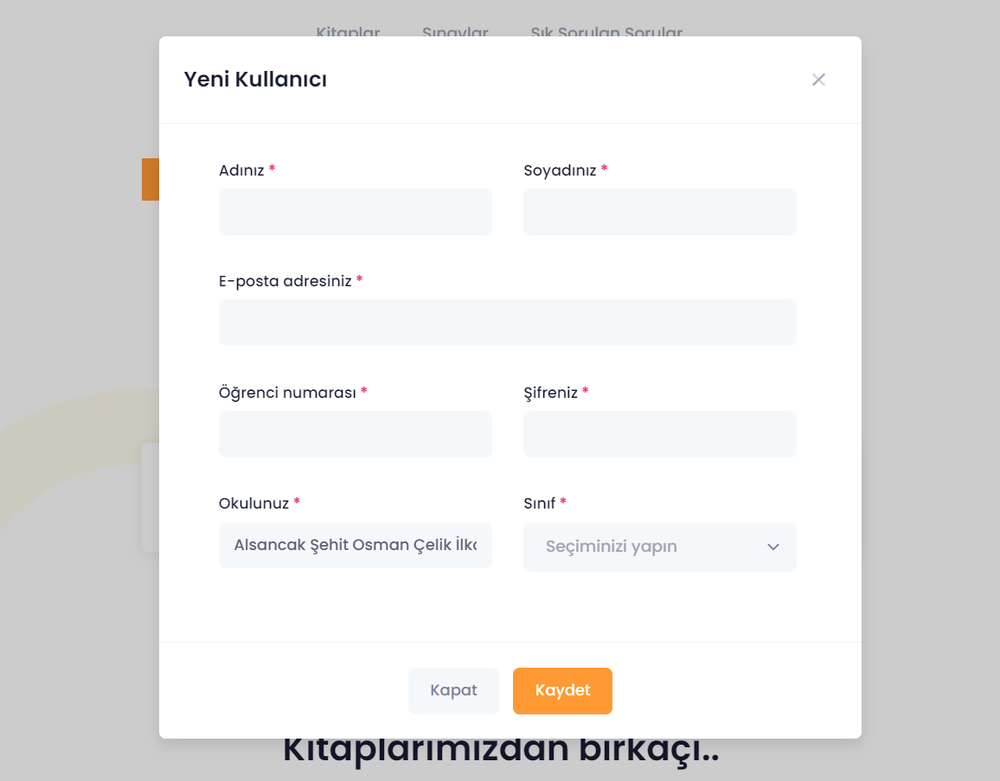 Kitaplar Sınavlar Sık Sorulan Sorular
Yeni Kullanıcı
Adınız * Soyadınız *
E-posta adresiniz *
Öğrenci numarası * Şifreniz *
Okulunuz * Sınıf *
Alsancak Şehit Osman Çelik İlko Seçiminizi yapın
Kapat Kaydet
Kitaplarımızdan birkaçı..